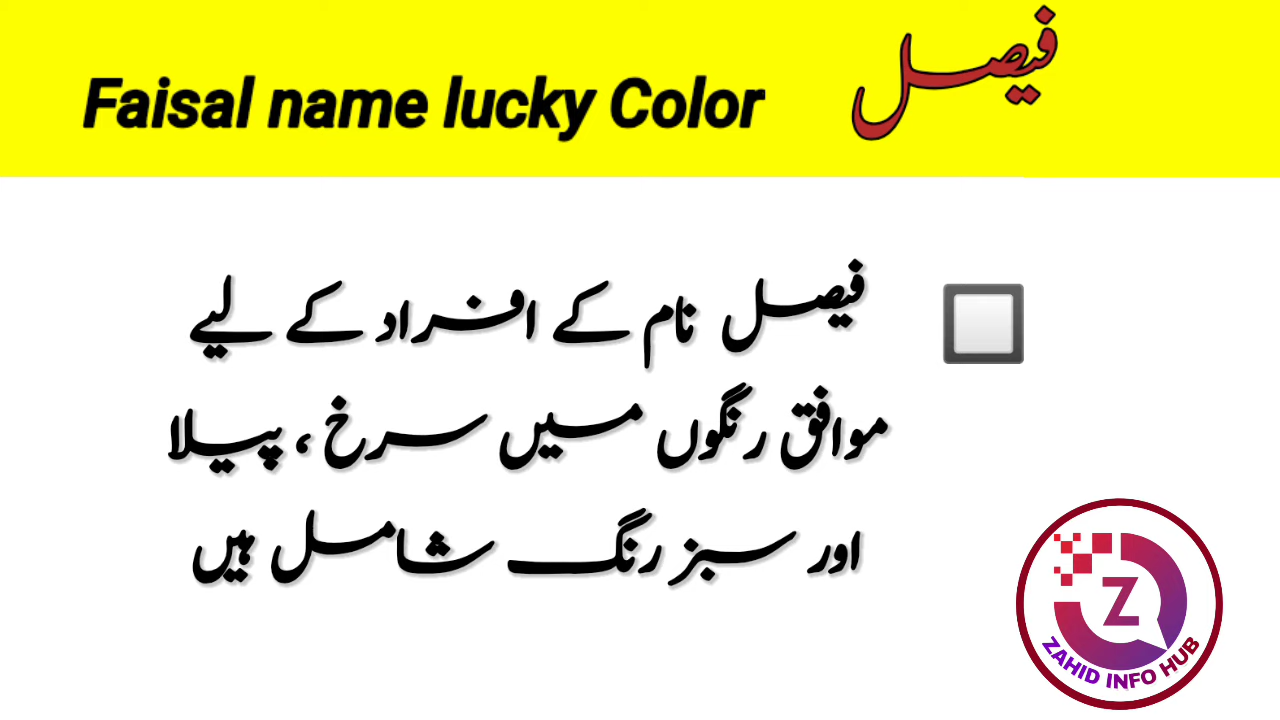 Faisal name lucky Color
فیصل
فیصل نام کے افراد کے لیے
موافق رنگوں میں سرخ ، پیلا
اور سبز رنگ شامل ہیں
Z
ZAHID INFO HUB